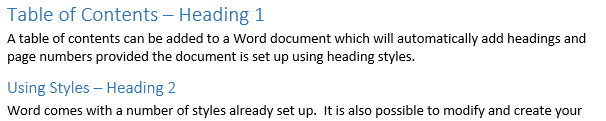 Table of Contents – Heading 1
A table of contents can be added to a Word document which will automatically add headings and
page numbers provided the document is set up using heading styles.
Using Styles – Heading 2
Word comes with a number of styles already set up.  It is also possible to modify and create your